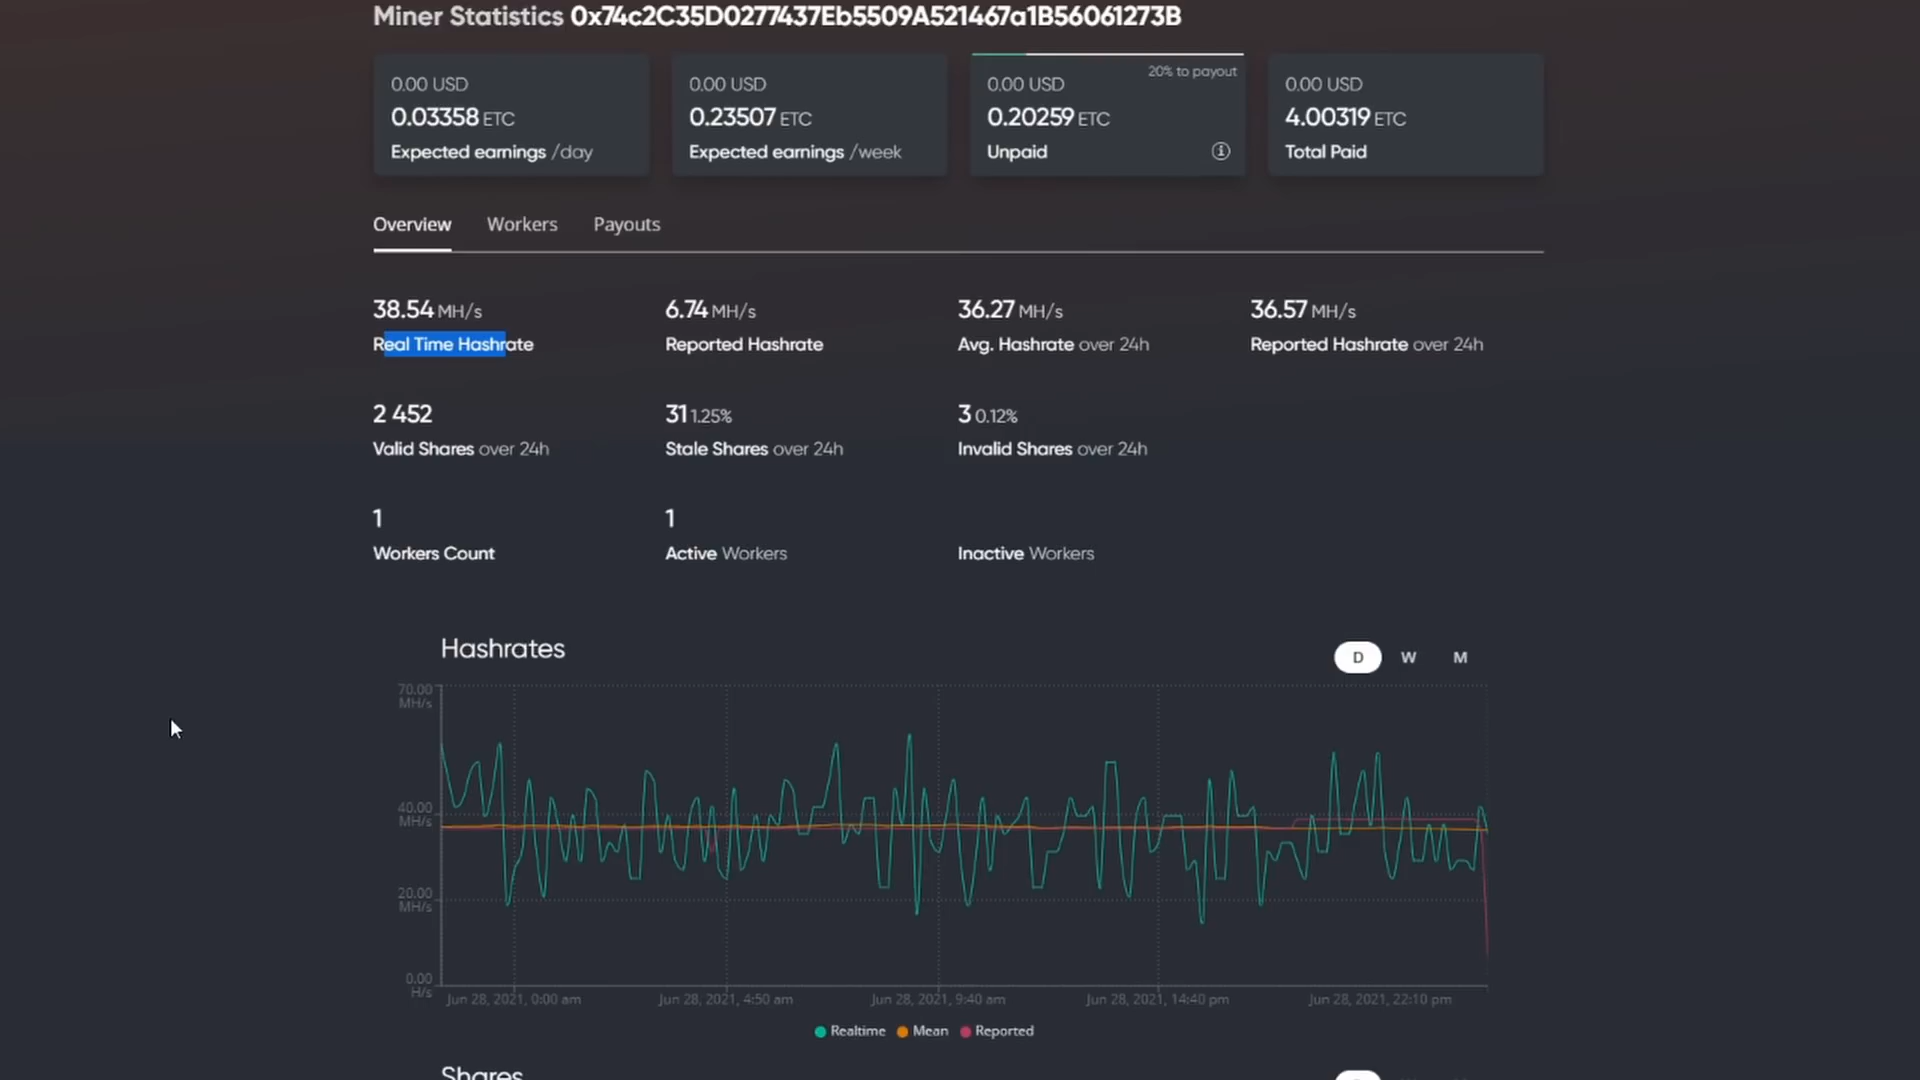 Miner Statistics 0x74c2C35D0277437Eb5509A521467a1B56061273B
20% to payout
0.00 USD 0.00 USD 0.00 USD 0.00 USD
0.03358 ETC 0.23507 ETC 0.20259 ETC 4.00319 ETC
Expected earnings /day Expected earnings /week Unpaid Total Paid
Overview Workers Payouts
38.54 MH/s 6.74 MH/s 36.27 MH/s 36.57 MH/s
Real Time Hashrate Reported Hashrate Avg. Hashrate over 24h Reported Hashrate over 24h
2 452 31 1.25% 3 0.12%
Valid Shares over 24h Stale Shares over 24h Invalid Shares over 24h
1 1
Workers Count Active Workers Inactive Workers
Hashrates
D W M
70.00
MH/s
40.00
MH/s
20.00
MH/s
0.00
H/s
Jun 28, 2021, 0:00 am Jun 28, 2021, 4:50 am Jun 28, 2021, 9:40 am Jun 28, 2021, 14:40 pm Jun 28, 2021, 22:10 pm
Realtime Mean Reported
Shares